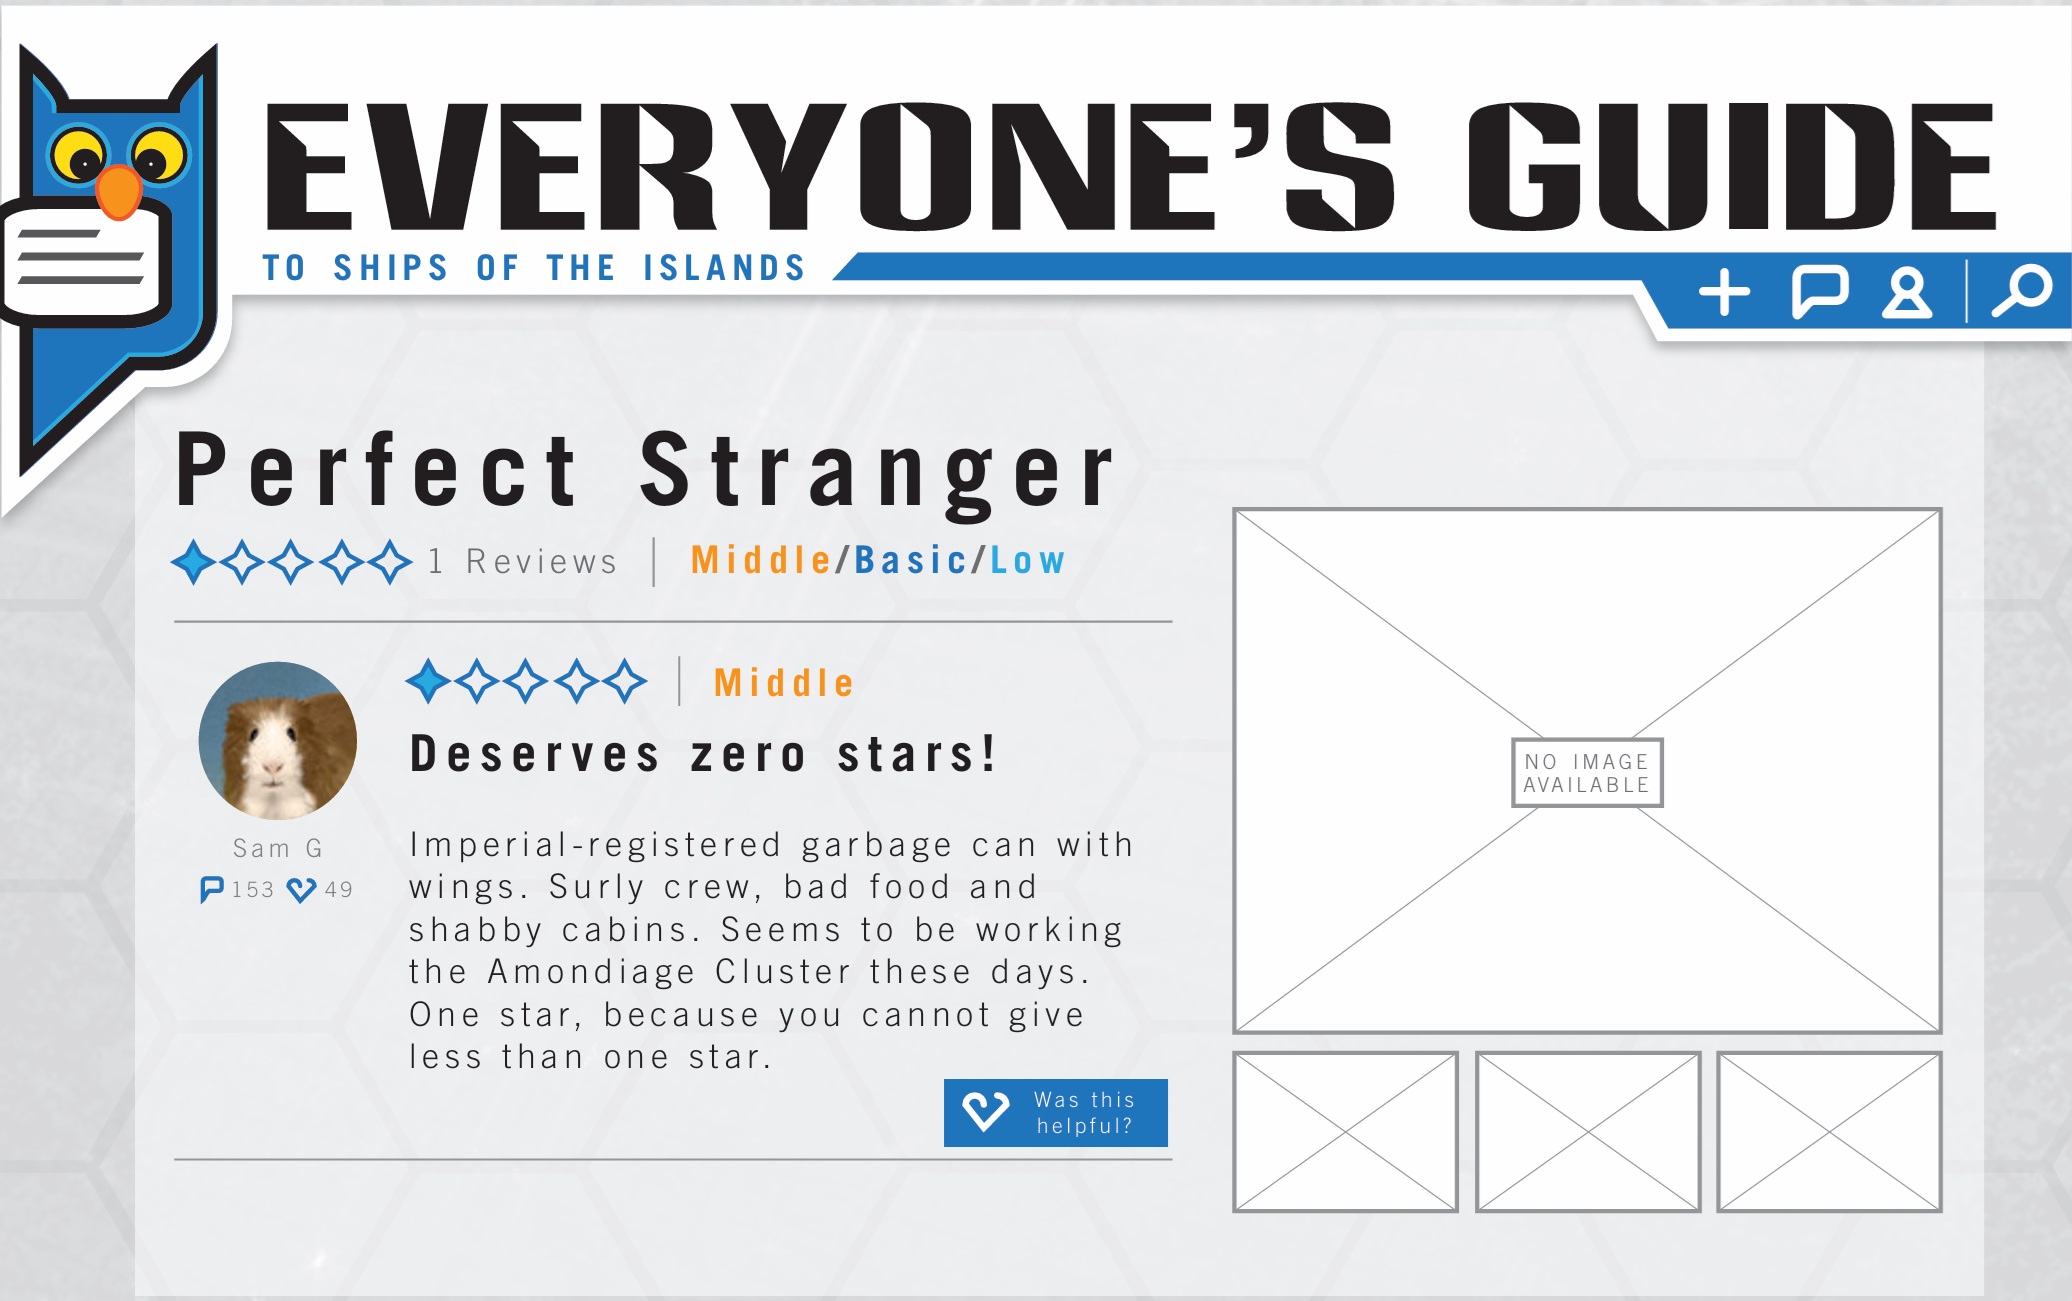 EVERYONE'S GUIDE
TO SHIPS OF THE ISLANDS
Perfect Stranger
1 Reviews | Middle/Basic/Low
Middle
Deserves zero stars!
Sam G
153 49
Imperial-registered garbage can with
wings. Surly crew, bad food and
shabby cabins. Seems to be working
the Amondiage Cluster these days.
One star, because you cannot give
less than one star.
Was this
helpful?
NO IMAGE
AVAILABLE